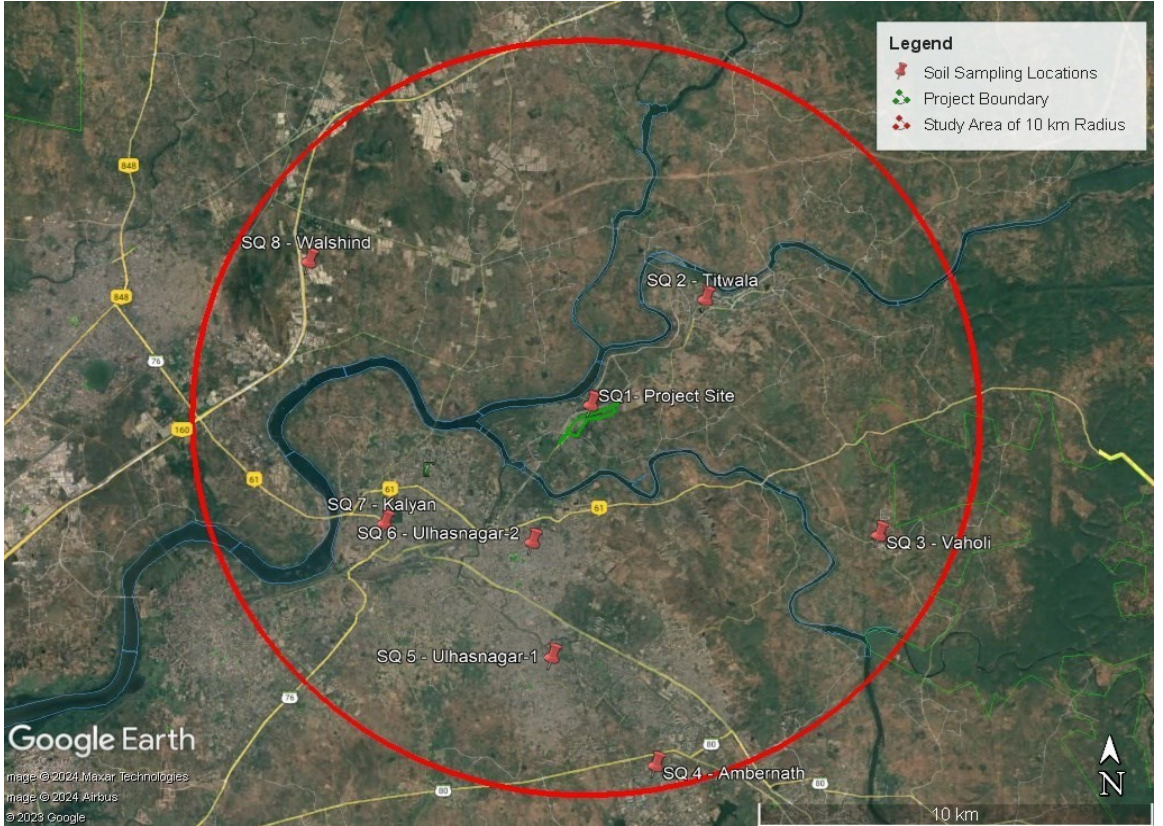 Legend
Soil Sampling Locations
Project Boundary
Study Area of 10 km Radius
848
SQ 8 - Walshind
SQ 2 - Titwala
848
76
SQ1- Project Site
160
61
61
SQ 7 - Kalyan
SQ 6 - Ulhasnagar-2
61
SQ 3 - Vaholi
SQ 5 - Ulhasnagar-1
76
Google Earth
80
SQ 4 - Ambernath
mage © 2024 Maxar Technologies
mage © 2024 Airbus
© 2023 Google
80
80
10 km
N